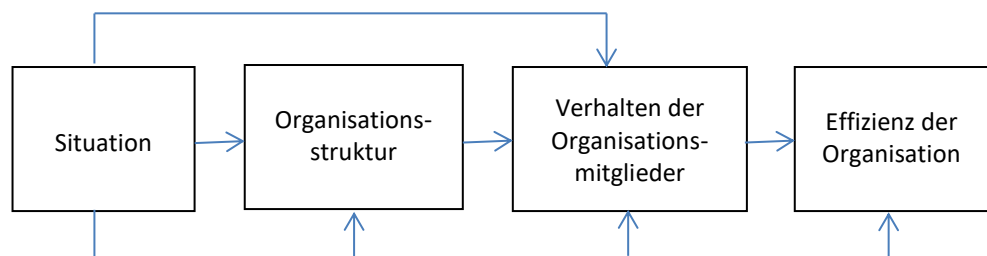 Situation
Organisations-
struktur
Verhalten der
Organisations-
mitglieder
Effizienz der
Organisation